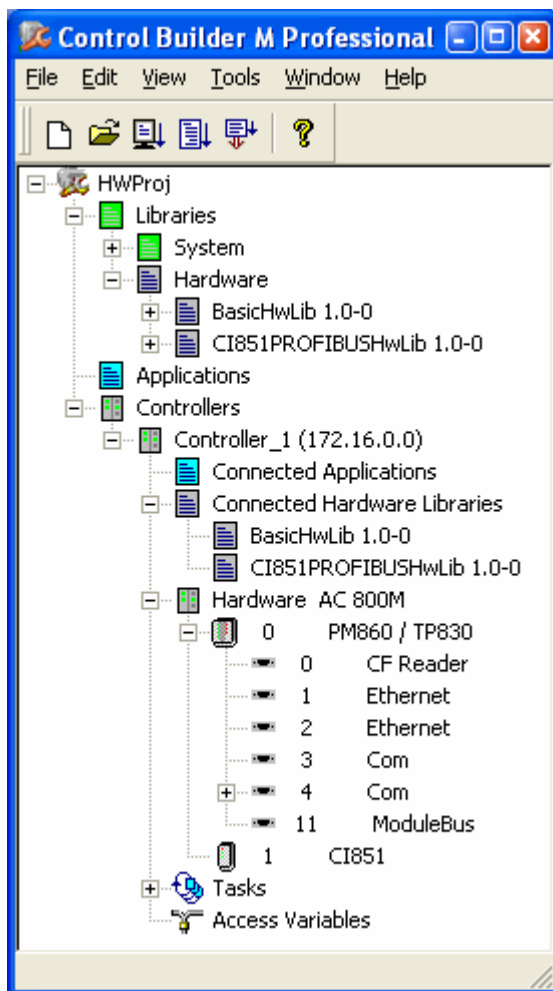 Control Builder M Professional
File Edit View Tools Window Help
HWProj
Libraries
System
Hardware
BasicHwLib 1.0-0
CI851PROFIBUSHwLib 1.0-0
Applications
Controllers
Controller_1 (172.16.0.0)
Connected Applications
Connected Hardware Libraries
BasicHwLib 1.0-0
CI851PROFIBUSHwLib 1.0-0
Hardware AC 800M
0 PM860 / TP830
0 CF Reader
1 Ethernet
2 Ethernet
3 Com
4 Com
11 ModuleBus
1 CI851
Tasks
Access Variables